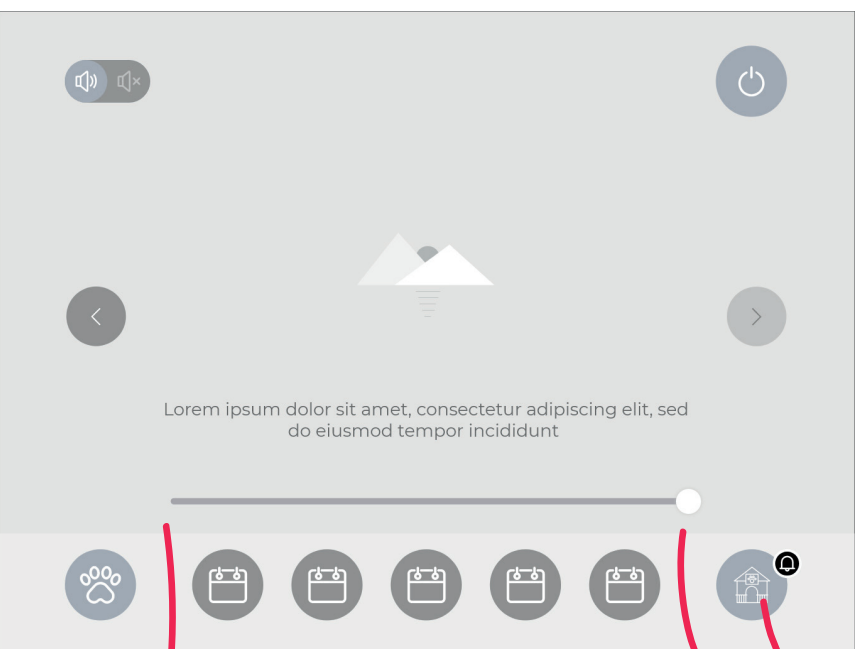 Lorem ipsum dolor sit amet, consectetur adipiscing elit, sed
do eiusmod tempor incididunt